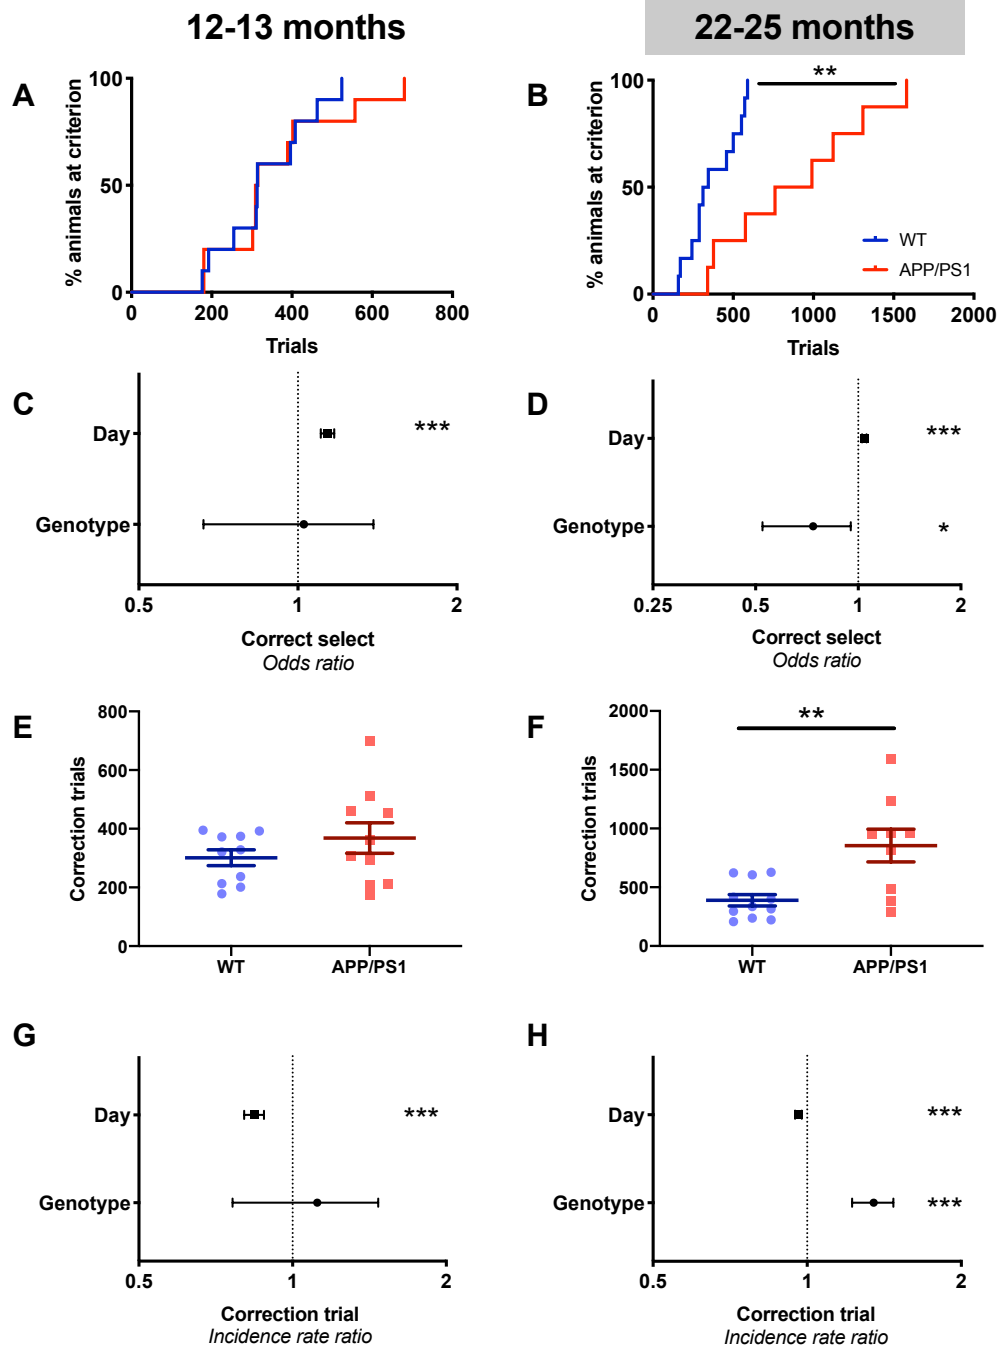 12-13 months
22-25 months
A
% animals at criterion
100
50
0
0 200 400 600 800
Trials
B
% animals at criterion
100
50
0
**
WT
APP/PS1
0 500 1000 1500 2000
Trials
C
Day
***
Genotype
0.5 1 2
Correct select
Odds ratio
D
Day
***
Genotype
*
0.25 0.5 1 2
Correct select
Odds ratio
E
Correction trials
800
600
400
200
0
WT APP/PS1
F
Correction trials
2000
1500
1000
500
0
**
WT APP/PS1
G
Day
***
Genotype
0.5 1 2
Correction trial
Incidence rate ratio
H
Day
***
Genotype
***
0.5 1 2
Correction trial
Incidence rate ratio